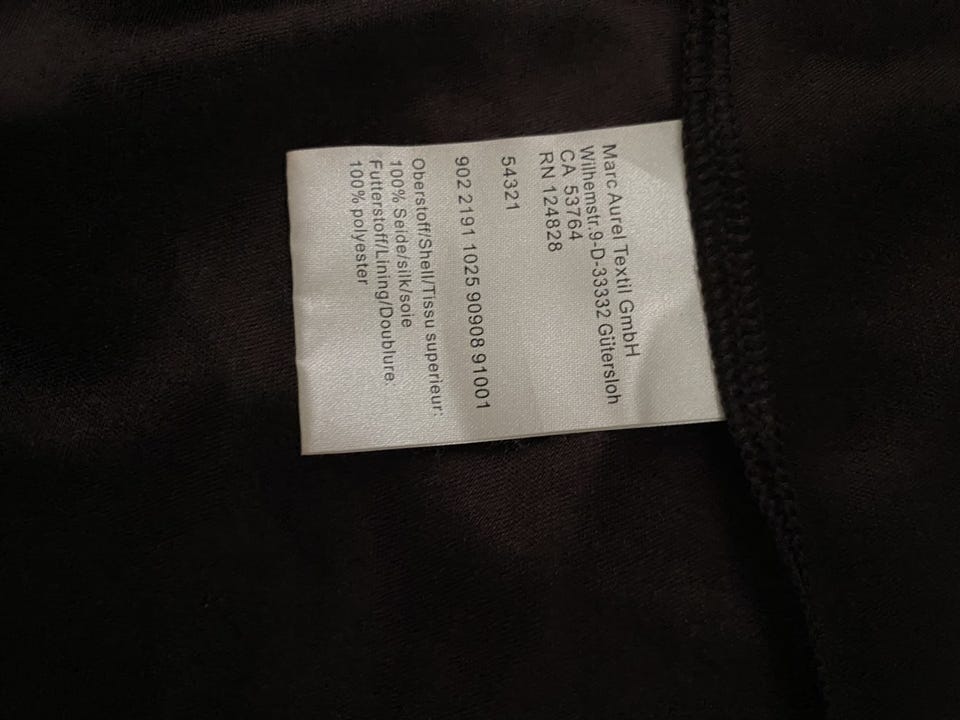 Marc Aurel Textil GmbH
Wilhemstr.9-D-33332 Gütersloh
CA 53764
RN 124828
54321
902 2191 1025 90908 91001
Oberstoff/Shell/Tissu superieur:
100% Seide/silk/soie
Futterstoff/Lining/Doublure:
100% polyester